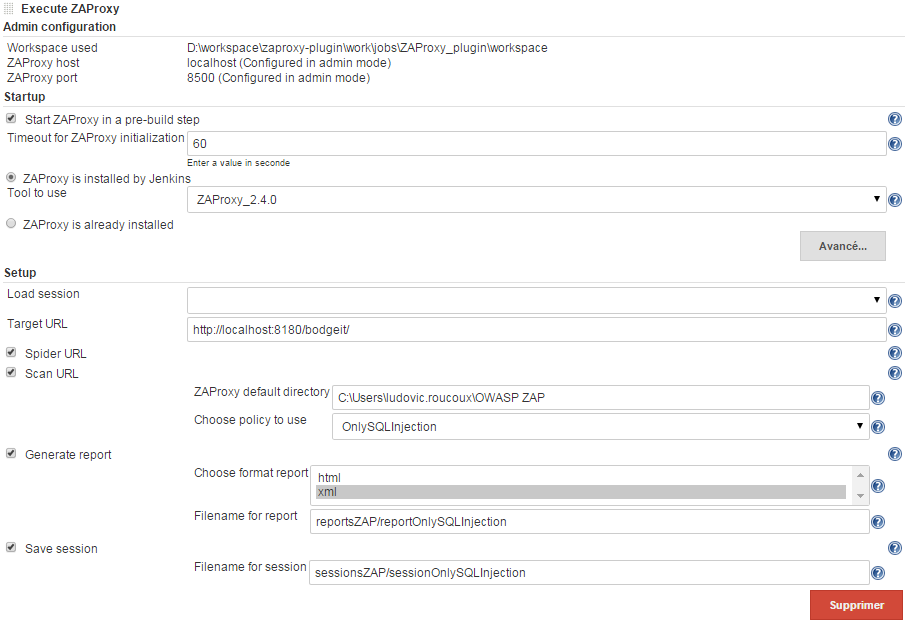 Execute ZAProxy
Admin configuration
Workspace used D:\workspace\zaproxy-plugin\work\jobs\ZAProxy_plugin\workspace
ZAProxy host localhost (Configured in admin mode)
ZAProxy port 8500 (Configured in admin mode)
Startup
Start ZAProxy in a pre-build step
Timeout for ZAProxy initialization 60
Enter a value in seconde
ZAProxy is installed by Jenkins
Tool to use ZAProxy_2.4.0
ZAProxy is already installed
Avancé...
Setup
Load session
Target URL http://localhost:8180/bodgeit/
Spider URL
Scan URL
ZAProxy default directory C:\Users\ludovic.roucoux\OWASP ZAP
Choose policy to use OnlySQLInjection
Generate report
Choose format report html
xml
Filename for report reportsZAP/reportOnlySQLInjection
Save session
Filename for session sessionsZAP/sessionOnlySQLInjection
Supprimer